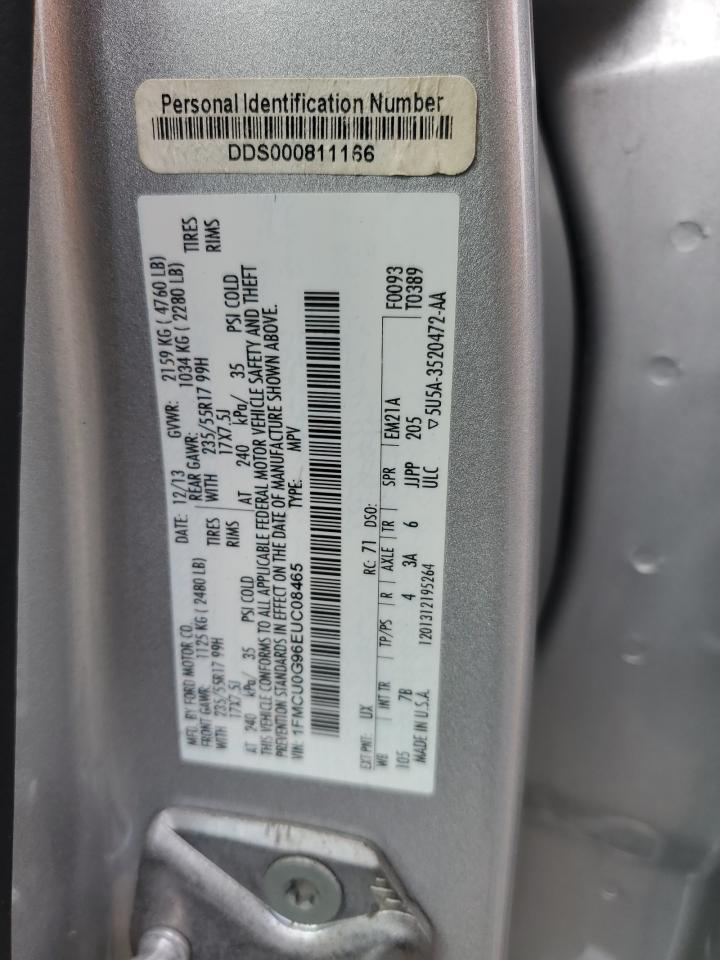 Personal Identification Number
DDS000811166
MFD. BY FORD MOTOR CO. DATE: 12/13 GVWR: 2159 KG ( 4760 LB)
FRONT GAWR: 1125 KG ( 2480 LB) REAR GAWR: 1034 KG ( 2280 LB)
WITH 235/55R17 99H TIRES WITH 235/55R17 99H TIRES
17X7.5J RIMS 17X7.5J RIMS
AT 240 kPa/ 35 PSI COLD AT 240 kPa/ 35 PSI COLD
THIS VEHICLE CONFORMS TO ALL APPLICABLE FEDERAL MOTOR VEHICLE SAFETY AND THEFT
PREVENTION STANDARDS IN EFFECT ON THE DATE OF MANUFACTURE SHOWN ABOVE.
VIN: 1FMCU0G96EUC08465 TYPE: MPV
EXT PNT: UX RC: 71 DSO: F0093
WB INT TR TP/PS R AXLE TR SPR EM21A T0389
105 7B 4 3A 6 JJPP 205
MADE IN U.S.A. 1201312195264 ULC ▽5U5A-3520472-AA